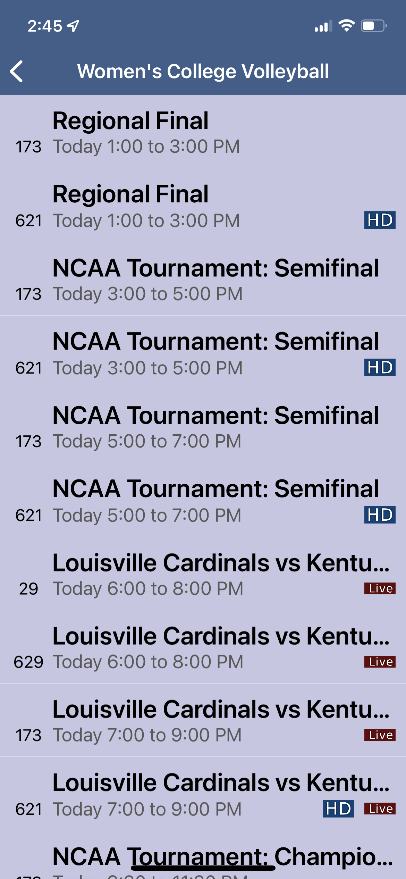 2:45
Women's College Volleyball
Regional Final
173 Today 1:00 to 3:00 PM
Regional Final
621 Today 1:00 to 3:00 PM HD
NCAA Tournament: Semifinal
173 Today 3:00 to 5:00 PM
NCAA Tournament: Semifinal
621 Today 3:00 to 5:00 PM HD
NCAA Tournament: Semifinal
173 Today 5:00 to 7:00 PM
NCAA Tournament: Semifinal
621 Today 5:00 to 7:00 PM HD
Louisville Cardinals vs Kentu...
29 Today 6:00 to 8:00 PM Live
Louisville Cardinals vs Kentu...
629 Today 6:00 to 8:00 PM Live
Louisville Cardinals vs Kentu...
173 Today 7:00 to 9:00 PM Live
Louisville Cardinals vs Kentu...
621 Today 7:00 to 9:00 PM HD Live
NCAA Tournament: Champio...